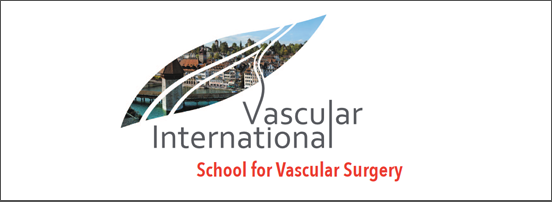 Vascular
International
School for Vascular Surgery